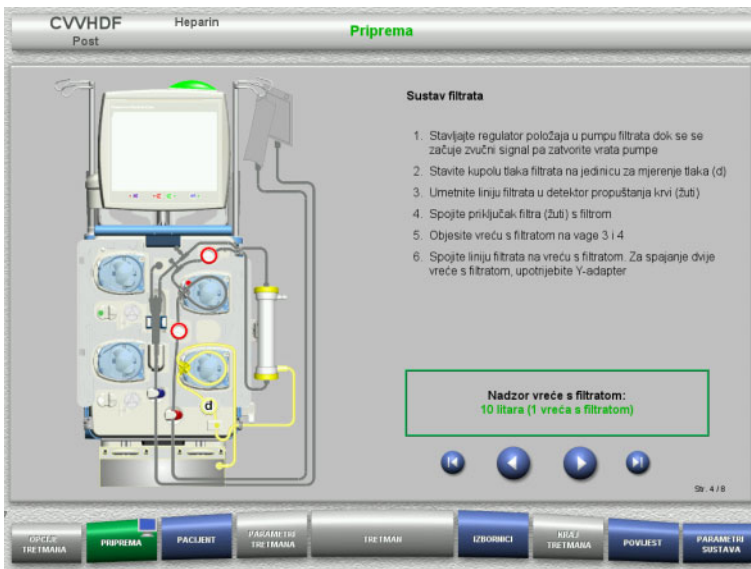 CVVHDF
Post
Heparin
Priprema
Sustav filtrata
1. Stavljajte regulator položaja u pumpu filtrata dok se se
začuje zvučni signal pa zatvorite vrata pumpe
2. Stavite kupolu tlaka filtrata na jedinicu za mjerenje tlaka (d)
3. Umetnite liniju filtrata u detektor propuštanja krvi (žuti)
4. Spojite priključak filtra (žuti) s filtrom
5. Objesite vreću s filtratom na vage 3 i 4
6. Spojite liniju filtrata na vreću s filtratom. Za spajanje dvije
vreće s filtratom, upotrijebite Y-adapter
d
Nadzor vreće s filtratom:
10 litara (1 vreća s filtratom)
Str. 4 / 8
OPCIJE
TRETMANA
PRIPREMA
PACIJENT
PARAMETRI
TRETMANA
TRETMAN
IZBORNICI
KRAJ
TRETMANA
POVIJEST
PARAMETRI
SUSTAVA